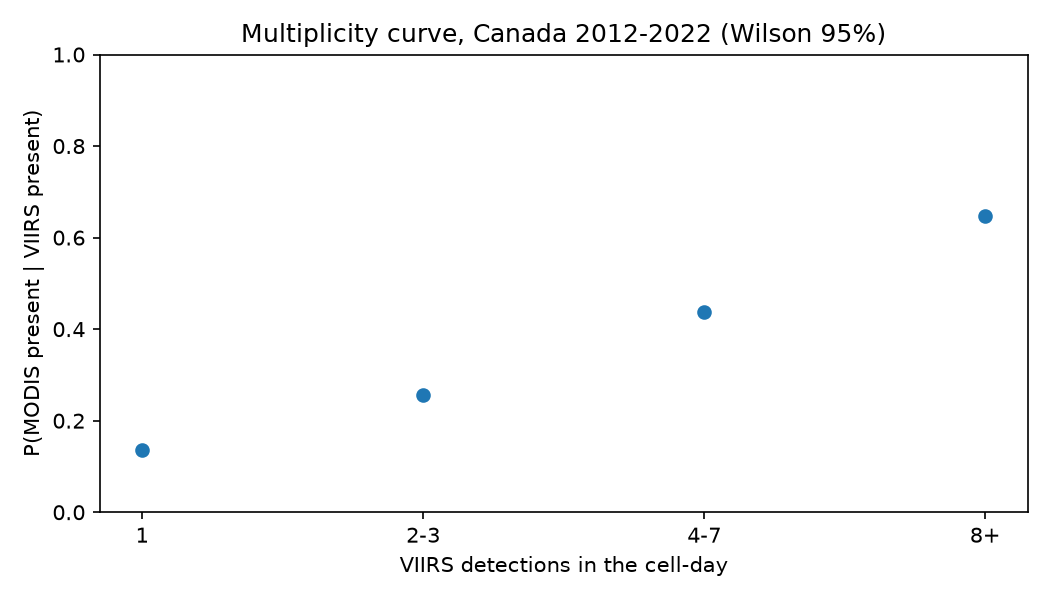 Multiplicity curve, Canada 2012-2022 (Wilson 95%)
P(MODIS present | VIIRS present)
1.0
0.8
0.6
0.4
0.2
0.0
1 2-3 4-7 8+
VIIRS detections in the cell-day